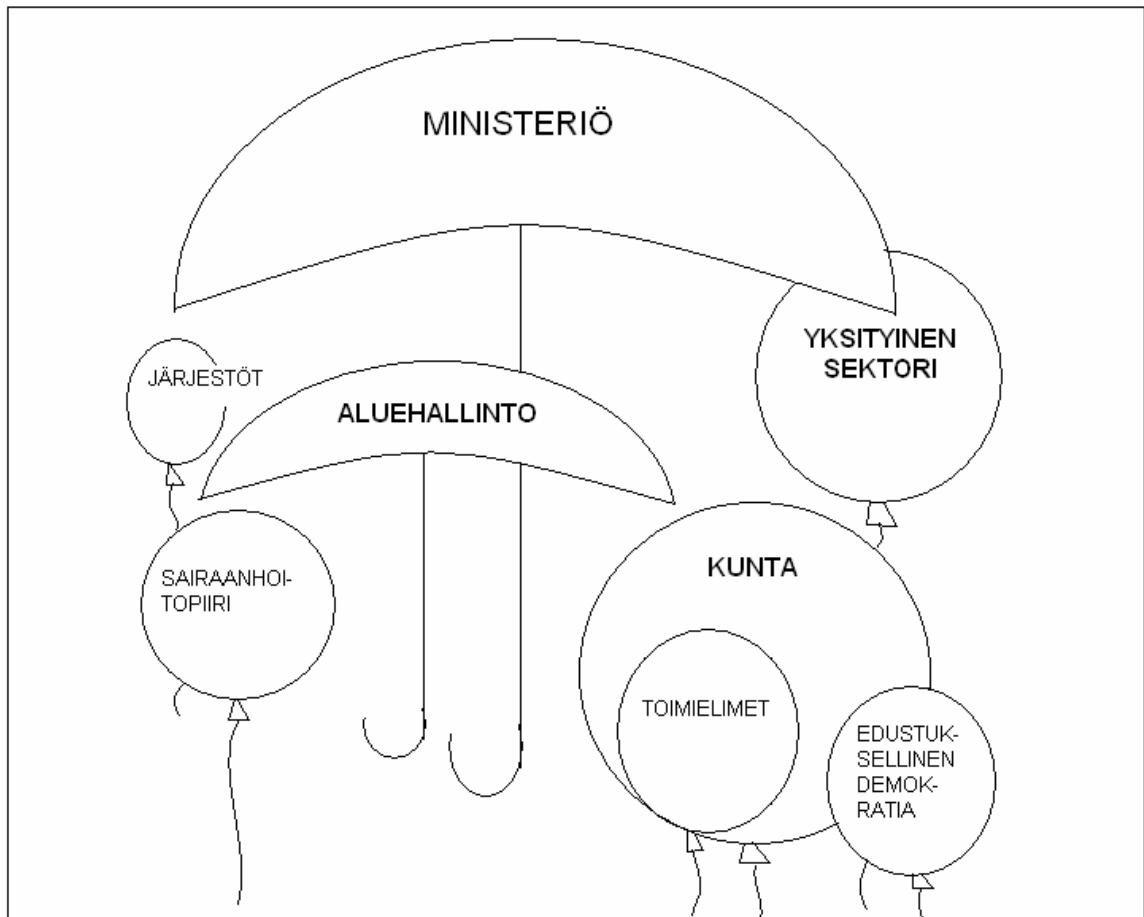 MINISTERIÖ
YKSITYINEN
SEKTORI
JÄRJESTÖT
ALUEHALLINTO
SAIRAANHOI-
TOPIIRI
KUNTA
TOIMIELIMET
EDUSTUK-
SELLINEN
DEMOK-
RATIA